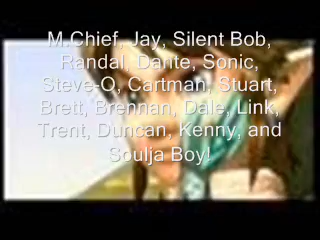 M.Chief, Jay, Silent Bob,
Randal, Dante, Sonic,
Steve-O, Cartman, Stuart,
Brett, Brennan, Dale, Link,
Trent, Duncan, Kenny, and
Soulja Boy!